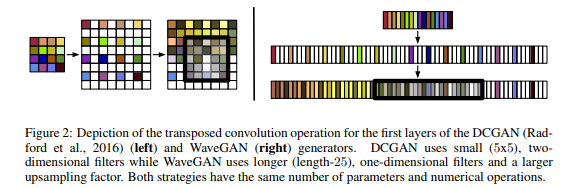 Figure 2: Depiction of the transposed convolution operation for the first layers of the DCGAN (Rad-
ford et al., 2016) (left) and WaveGAN (right) generators. DCGAN uses small (5x5), two-
dimensional filters while WaveGAN uses longer (length-25), one-dimensional filters and a larger
upsampling factor. Both strategies have the same number of parameters and numerical operations.